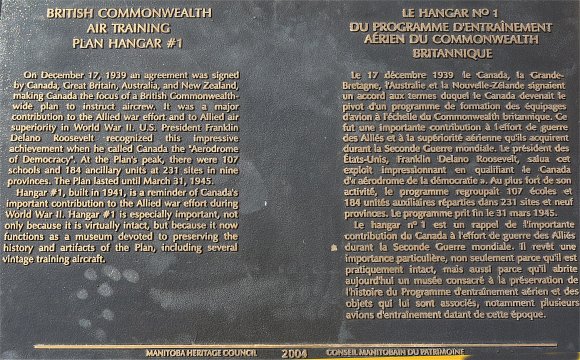 BRITISH COMMONWEALTH
AIR TRAINING
PLAN HANGAR #1
On December 17, 1939 an agreement was signed
by Canada, Great Britain, Australia, and New Zealand,
making Canada the focus of a British Commonwealth-
wide plan to instruct aircrew. It was a major
contribution to the Allied war effort and to Allied air
superiority in World War II. U.S. President Franklin
Delano Roosevelt recognized this impressive
achievement when he called Canada the "Aerodrome
of Democracy". At the Plan's peak, there were 107
schools and 184 ancillary units at 231 sites in nine
provinces. The Plan lasted until March 31, 1945.
Hangar #1, built in 1941, is a reminder of Canada's
important contribution to the Allied war effort during
World War II. Hangar #1 is especially important, not
only because it is virtually intact, but because it now
functions as a museum devoted to preserving the
history and artifacts of the Plan, including several
vintage training aircraft.
LE HANGAR Nº 1
DU PROGRAMME D'ENTRAÎNEMENT
AÉRIEN DU COMMONWEALTH
BRITANNIQUE
Le 17 décembre 1939 le Canada, la Grande-
Bretagne, l'Australie et la Nouvelle-Zélande signaient
un accord aux termes duquel le Canada devenait le
pivot d'un programme de formation des équipages
d'avion à l'échelle du Commonwealth britannique. Ce
fut une importante contribution à l'effort de guerre
des Alliés et à la supériorité aérienne qu'ils acquirent
durant la Seconde Guerre mondiale. Le président des
États-Unis, Franklin Delano Roosevelt, salua cet
exploit impressionnant en qualifiant le Canada
d'« aérodrome de la démocratie ». Au plus fort de son
activité, le programme regroupait 107 écoles et
184 unités auxiliaires réparties dans 231 sites et neuf
provinces. Le programme prit fin le 31 mars 1945.
Le hangar nº 1 est un rappel de l'importante
contribution du Canada à l'effort de guerre des Alliés
durant la Seconde Guerre mondiale. Il revêt une
importance particulière, non seulement parce qu'il est
pratiquement intact, mais aussi parce qu'il abrite
aujourd'hui un musée consacré à la préservation de
l'histoire du Programme d'entraînement aérien et des
objets qui lui sont associés, notamment plusieurs
avions d'entraînement datant de cette époque.
MANITOBA HERITAGE COUNCIL 2004 CONSEIL MANITOBAIN DU PATRIMOINE